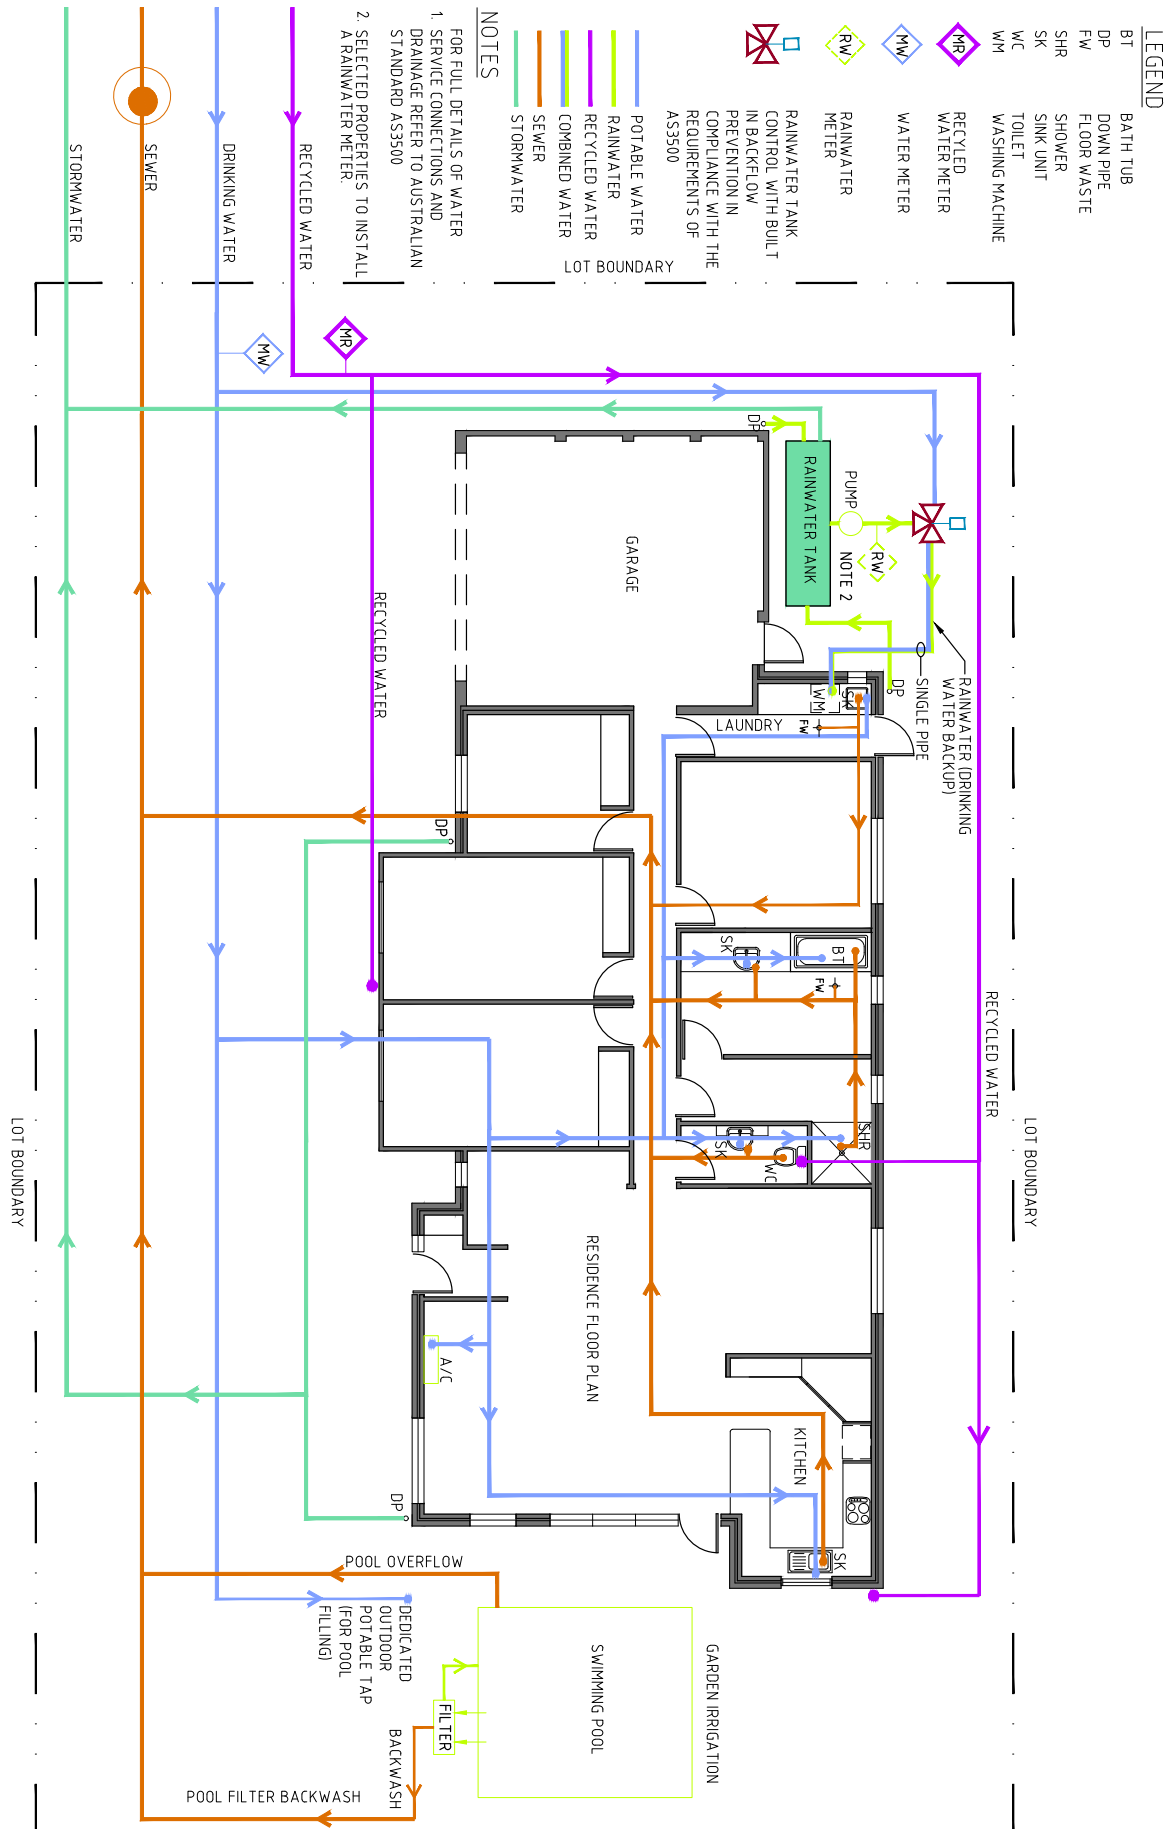 LEGEND
BT BATH TUB
DP DOWN PIPE
FW FLOOR WASTE
SHR SHOWER
SK SINK UNIT
WC TOILET
WM WASHING MACHINE
MR RECYLED
WATER METER
MW WATER METER
RW RAINWATER
METER
RAINWATER TANK
CONTROL WITH BUILT
IN BACKFLOW
PREVENTION IN
COMPLIANCE WITH THE
REQUIREMENTS OF
AS3500
POTABLE WATER
RAINWATER
RECYCLED WATER
COMBINED WATER
SEWER
STORMWATER
NOTES
1. FOR FULL DETAILS OF WATER
SERVICE CONNECTIONS AND
DRAINAGE REFER TO AUSTRALIAN
STANDARD AS3500
2. SELECTED PROPERTIES TO INSTALL
A RAINWATER METER.
RECYCLED WATER
DRINKING WATER
SEWER
STORMWATER
LOT BOUNDARY
MR
MW
DP
RAINWATER TANK
PUMP
RW
NOTE 2
GARAGE
RECYCLED WATER
RAINWATER (DRINKING
WATER BACKUP)
SINGLE PIPE
DP
SK
WM
FW
LAUNDRY
DP
SK
BT
FW
RECYCLED WATER
LOT BOUNDARY
LOT BOUNDARY
SHR
SK
WC
RESIDENCE FLOOR PLAN
A/C
KITCHEN
SK
DP
POOL OVERFLOW
DEDICATED
OUTDOOR
POTABLE TAP
(FOR POOL
FILLING)
GARDEN IRRIGATION
SWIMMING POOL
FILTER
BACKWASH
POOL FILTER BACKWASH